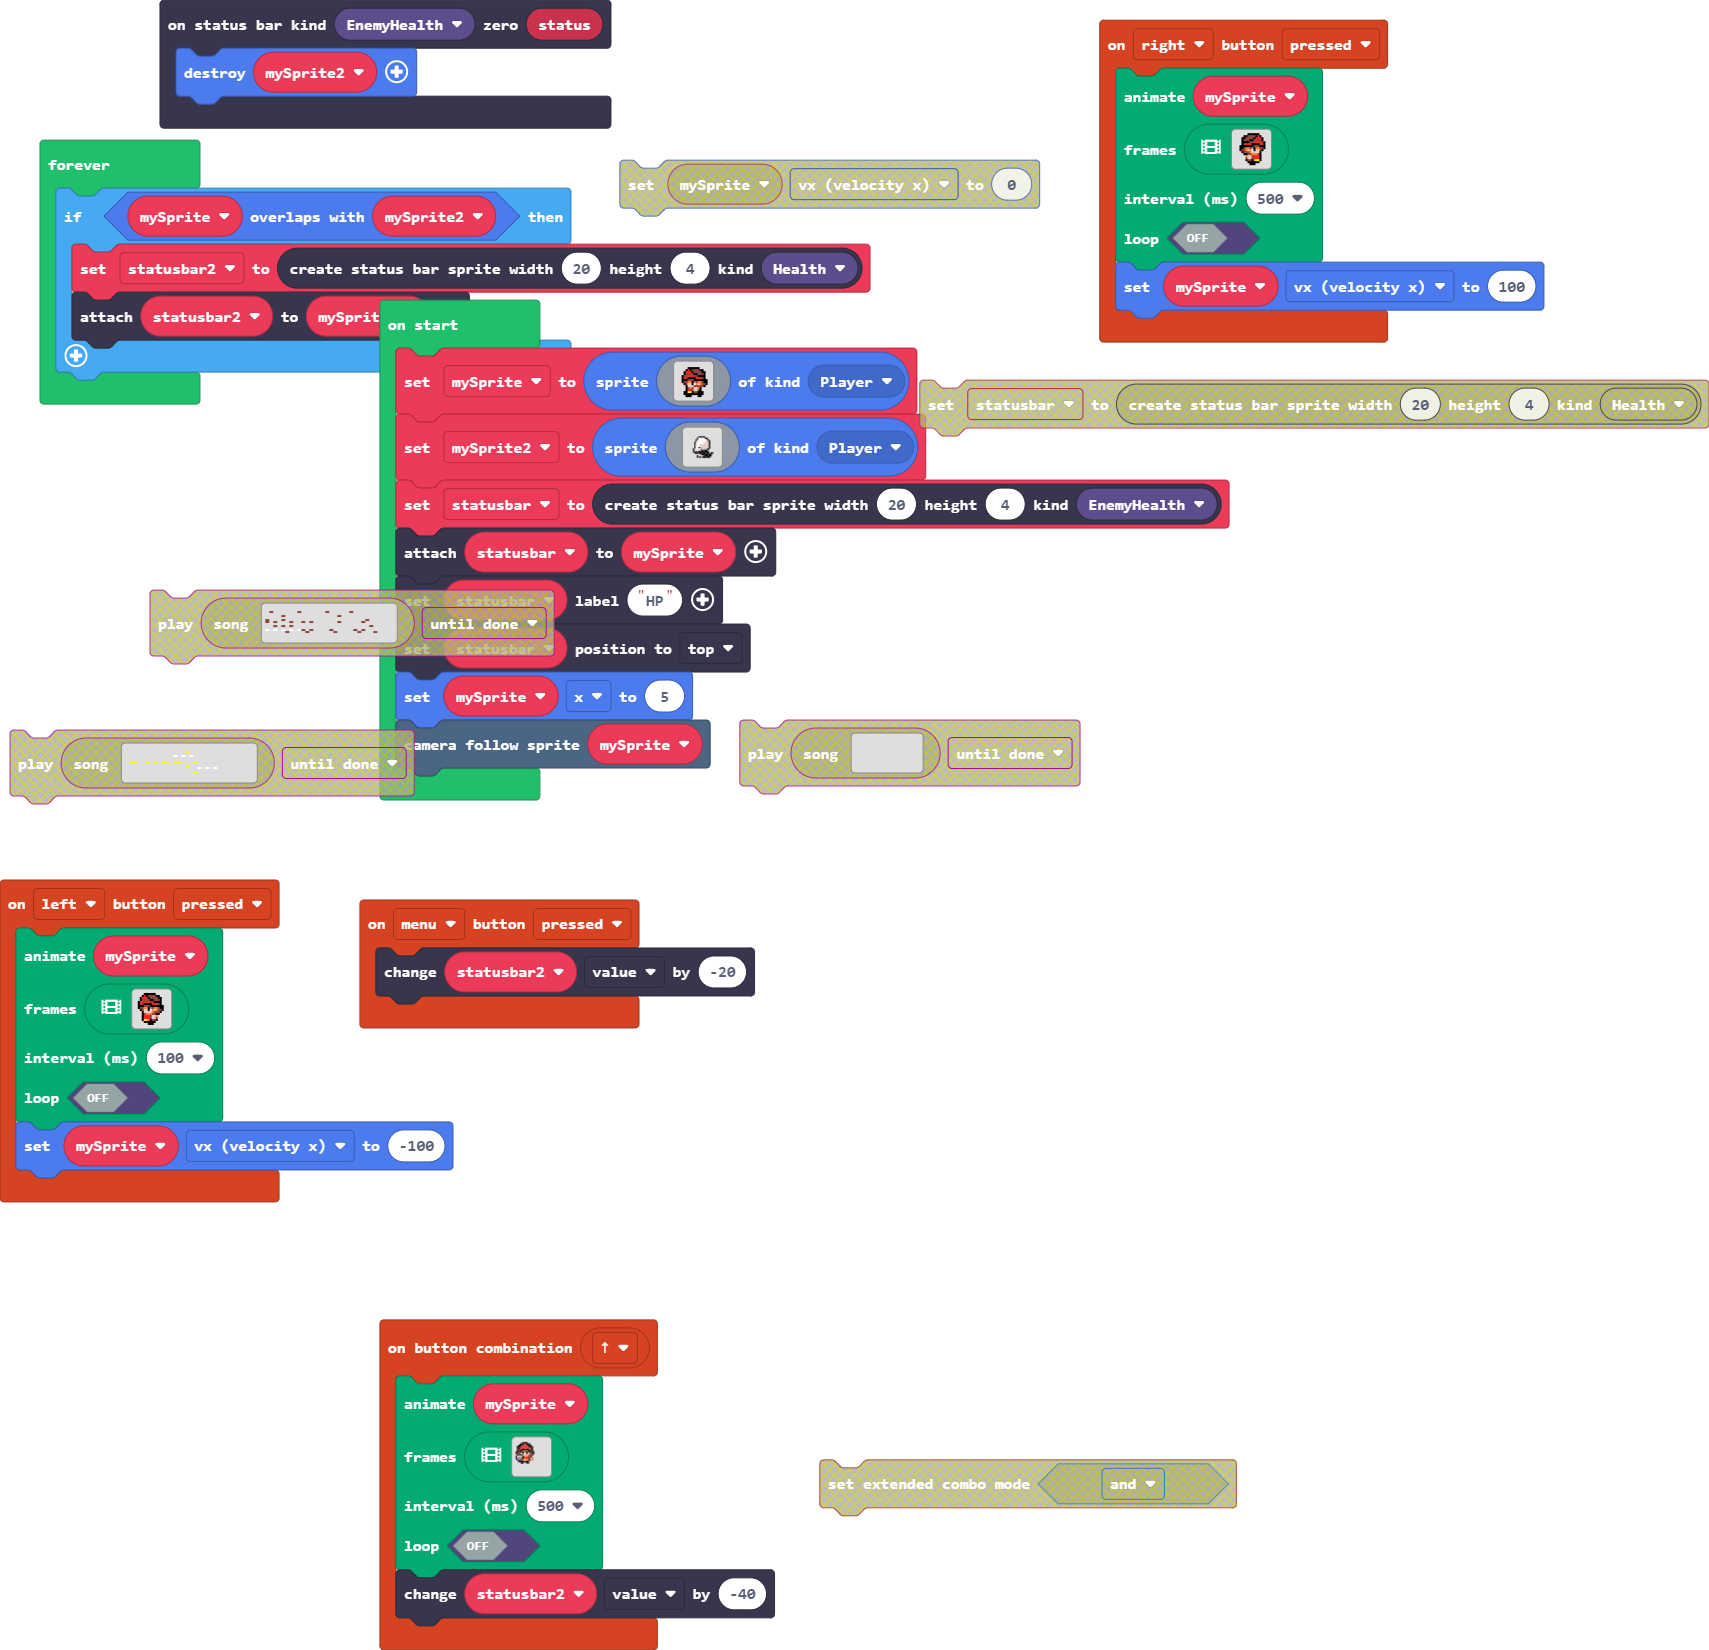 on status bar kind EnemyHealth zero status
destroy mySprite2
on right button pressed
animate mySprite
frames
interval (ms) 500
loop OFF
set mySprite vx (velocity x) to 100
forever
if mySprite overlaps with mySprite2 then
set statusbar2 to create status bar sprite width 20 height 4 kind Health
attach statusbar2 to
set mySprite vx (velocity x) to 0
on start
set mySprite to sprite of kind Player
set mySprite2 to sprite of kind Player
set statusbar to create status bar sprite width 20 height 4 kind EnemyHealth
attach statusbar to mySprite
set statusbar label "HP"
set statusbar position to top
set mySprite x to 5
camera follow sprite mySprite
set statusbar to create status bar sprite width 20 height 4 kind Health
play song until done
play song until done
play song until done
on left button pressed
animate mySprite
frames
interval (ms) 100
loop OFF
set mySprite vx (velocity x) to -100
on menu button pressed
change statusbar2 value by -20
on button combination ↑
animate mySprite
frames
interval (ms) 500
loop OFF
change statusbar2 value by -40
set extended combo mode and